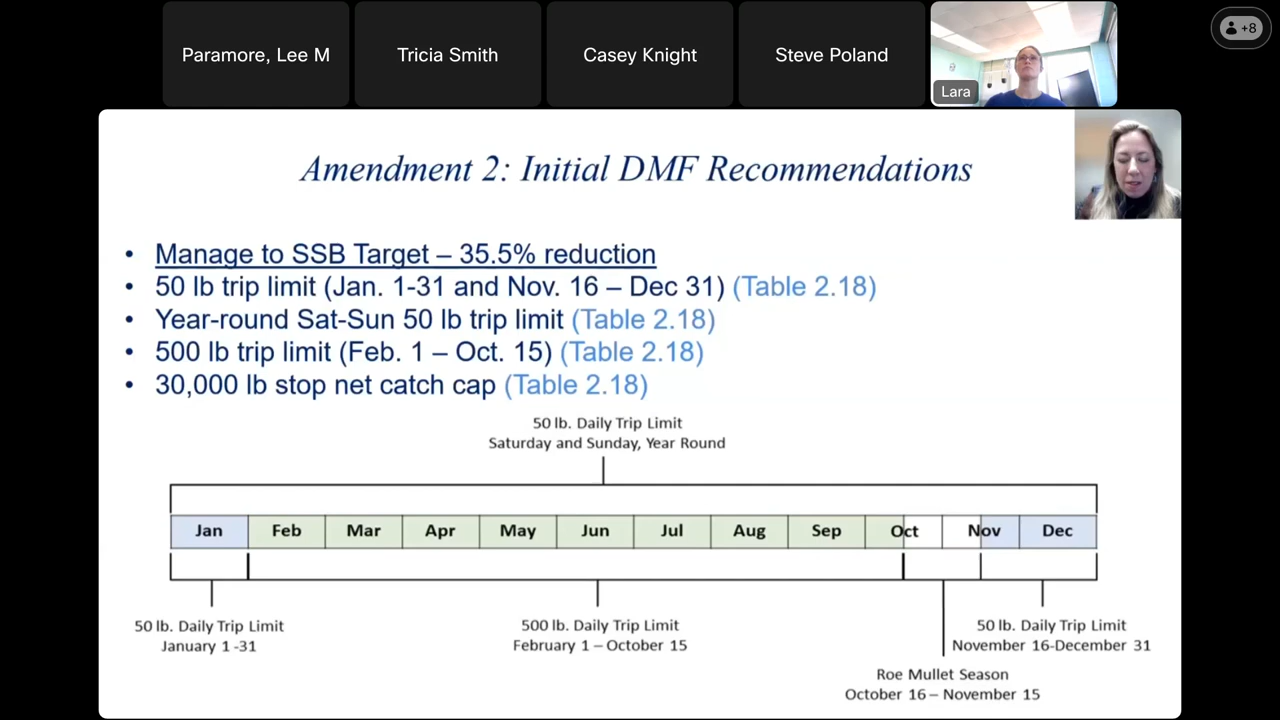 Paramore, Lee M
Tricia Smith
Casey Knight
Steve Poland
Lara
+8
Amendment 2: Initial DMF Recommendations
• Manage to SSB Target – 35.5% reduction
• 50 lb trip limit (Jan. 1-31 and Nov. 16 – Dec 31) (Table 2.18)
• Year-round Sat-Sun 50 lb trip limit (Table 2.18)
• 500 lb trip limit (Feb. 1 – Oct. 15) (Table 2.18)
• 30,000 lb stop net catch cap (Table 2.18)
50 lb. Daily Trip Limit
Saturday and Sunday, Year Round
Jan Feb Mar Apr May Jun Jul Aug Sep Oct Nov Dec
50 lb. Daily Trip Limit
January 1 -31
500 lb. Daily Trip Limit
February 1 – October 15
50 lb. Daily Trip Limit
November 16-December 31
Roe Mullet Season
October 16 – November 15